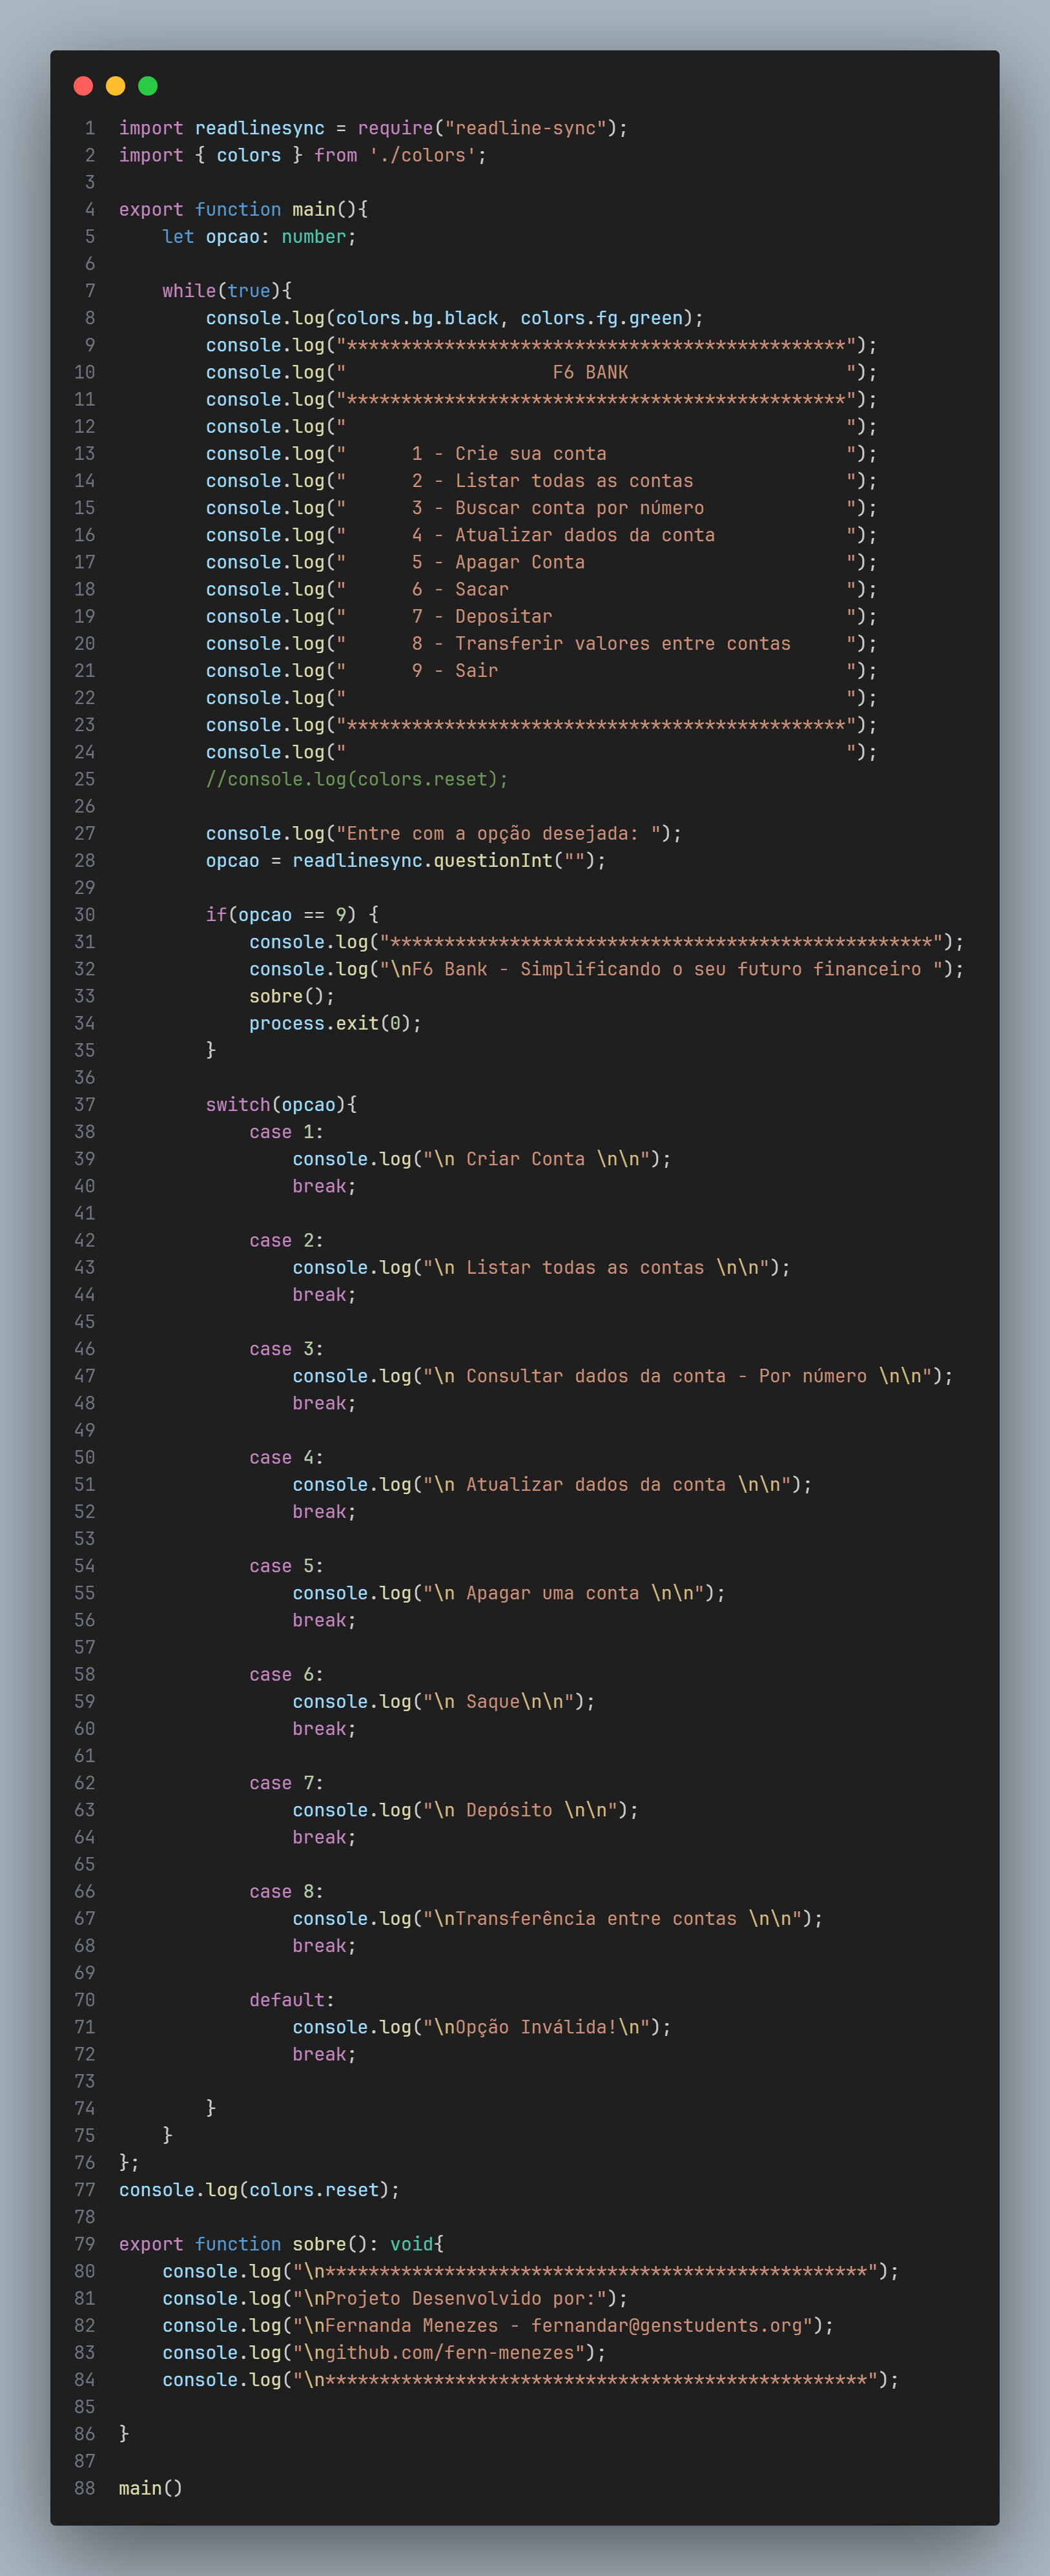 1 import readlinesync = require("readline-sync");
2 import { colors } from './colors';
3
4 export function main(){
5     let opcao: number;
6
7     while(true){
8         console.log(colors.bg.black, colors.fg.green);
9         console.log("**********************************************");
10         console.log("                   F6 BANK                    ");
11         console.log("**********************************************");
12         console.log("                                              ");
13         console.log("      1 - Crie sua conta                      ");
14         console.log("      2 - Listar todas as contas              ");
15         console.log("      3 - Buscar conta por número             ");
16         console.log("      4 - Atualizar dados da conta            ");
17         console.log("      5 - Apagar Conta                        ");
18         console.log("      6 - Sacar                               ");
19         console.log("      7 - Depositar                           ");
20         console.log("      8 - Transferir valores entre contas     ");
21         console.log("      9 - Sair                                ");
22         console.log("                                              ");
23         console.log("**********************************************");
24         console.log("                                              ");
25         //console.log(colors.reset);
26
27         console.log("Entre com a opção desejada: ");
28         opcao = readlinesync.questionInt("");
29
30         if(opcao == 9) {
31             console.log("**************************************************");
32             console.log("\nF6 Bank - Simplificando o seu futuro financeiro ");
33             sobre();
34             process.exit(0);
35         }
36
37         switch(opcao){
38             case 1:
39                 console.log("\n Criar Conta \n\n");
40                 break;
41
42             case 2:
43                 console.log("\n Listar todas as contas \n\n");
44                 break;
45
46             case 3:
47                 console.log("\n Consultar dados da conta - Por número \n\n");
48                 break;
49
50             case 4:
51                 console.log("\n Atualizar dados da conta \n\n");
52                 break;
53
54             case 5:
55                 console.log("\n Apagar uma conta \n\n");
56                 break;
57
58             case 6:
59                 console.log("\n Saque\n\n");
60                 break;
61
62             case 7:
63                 console.log("\n Depósito \n\n");
64                 break;
65
66             case 8:
67                 console.log("\nTransferência entre contas \n\n");
68                 break;
69
70             default:
71                 console.log("\nOpção Inválida!\n");
72                 break;
73
74         }
75     }
76 };
77 console.log(colors.reset);
78
79 export function sobre(): void{
80     console.log("\n**************************************************");
81     console.log("\nProjeto Desenvolvido por:");
82     console.log("\nFernanda Menezes - fernandar@genstudents.org");
83     console.log("\ngithub.com/fern-menezes");
84     console.log("\n**************************************************");
85
86 }
87
88 main()